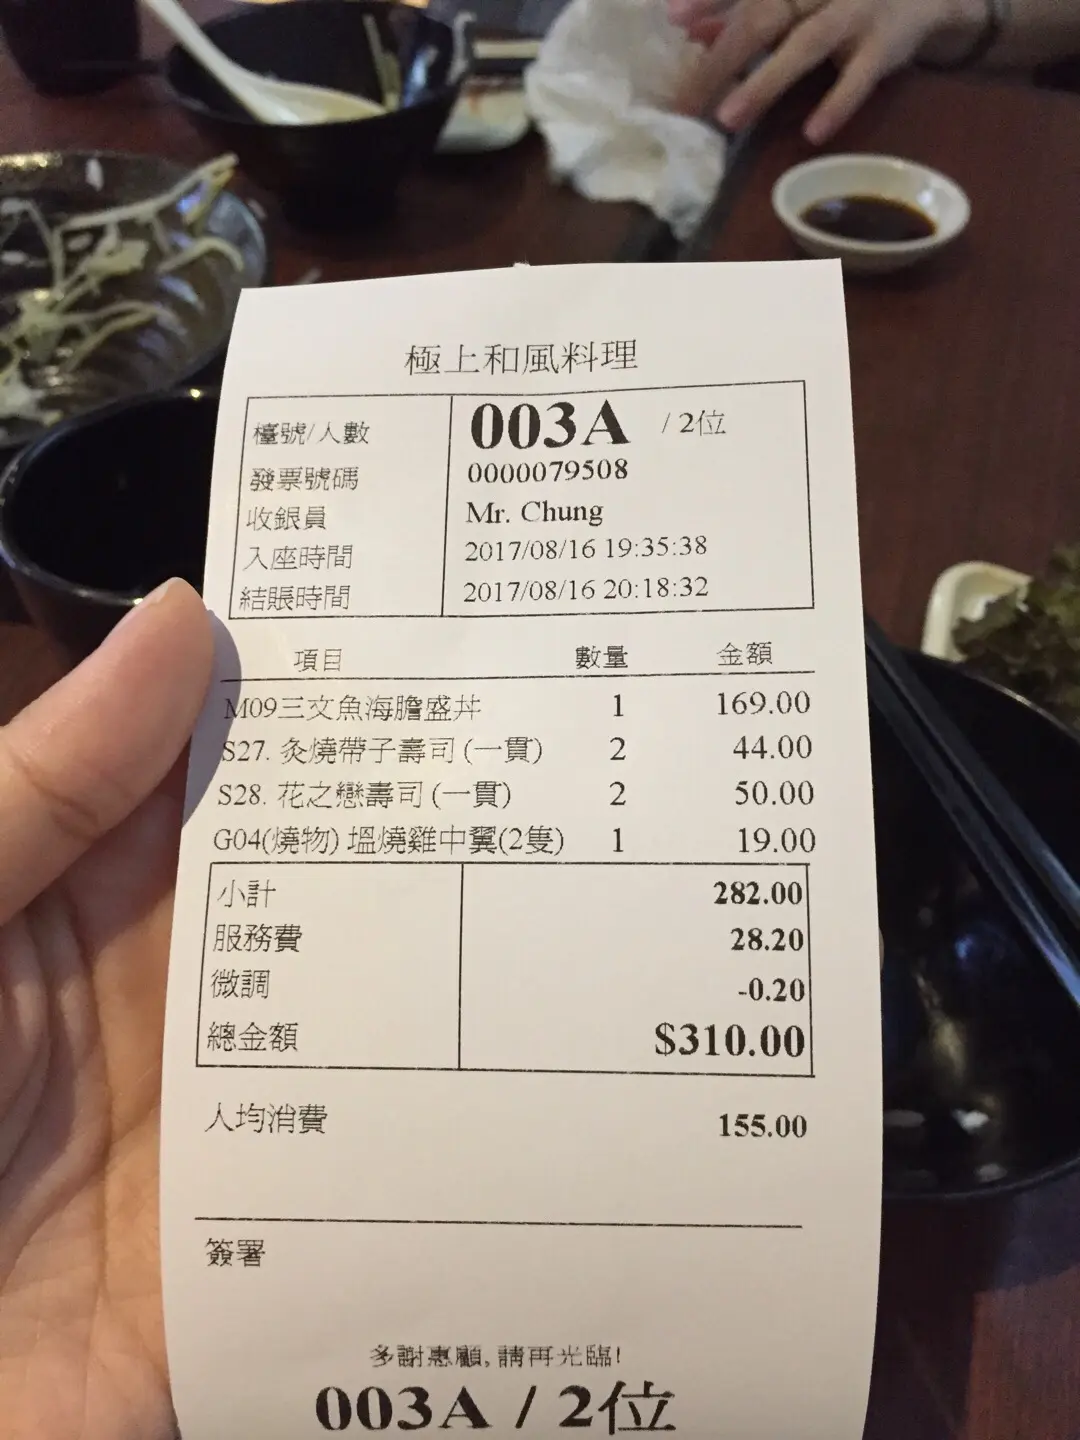 極上和風料理
檯號/人數 003A / 2位
發票號碼 0000079508
收銀員 Mr. Chung
入座時間 2017/08/16 19:35:38
結賬時間 2017/08/16 20:18:32
項目 數量 金額
M09三文魚海膽盛丼 1 169.00
S27. 灸燒帶子壽司 (一貫) 2 44.00
S28. 花之戀壽司 (一貫) 2 50.00
G04(燒物) 塩燒雞中翼(2隻) 1 19.00
小計 282.00
服務費 28.20
微調 -0.20
總金額 $310.00
人均消費 155.00
簽署
多謝惠顧, 請再光臨!
003A / 2位